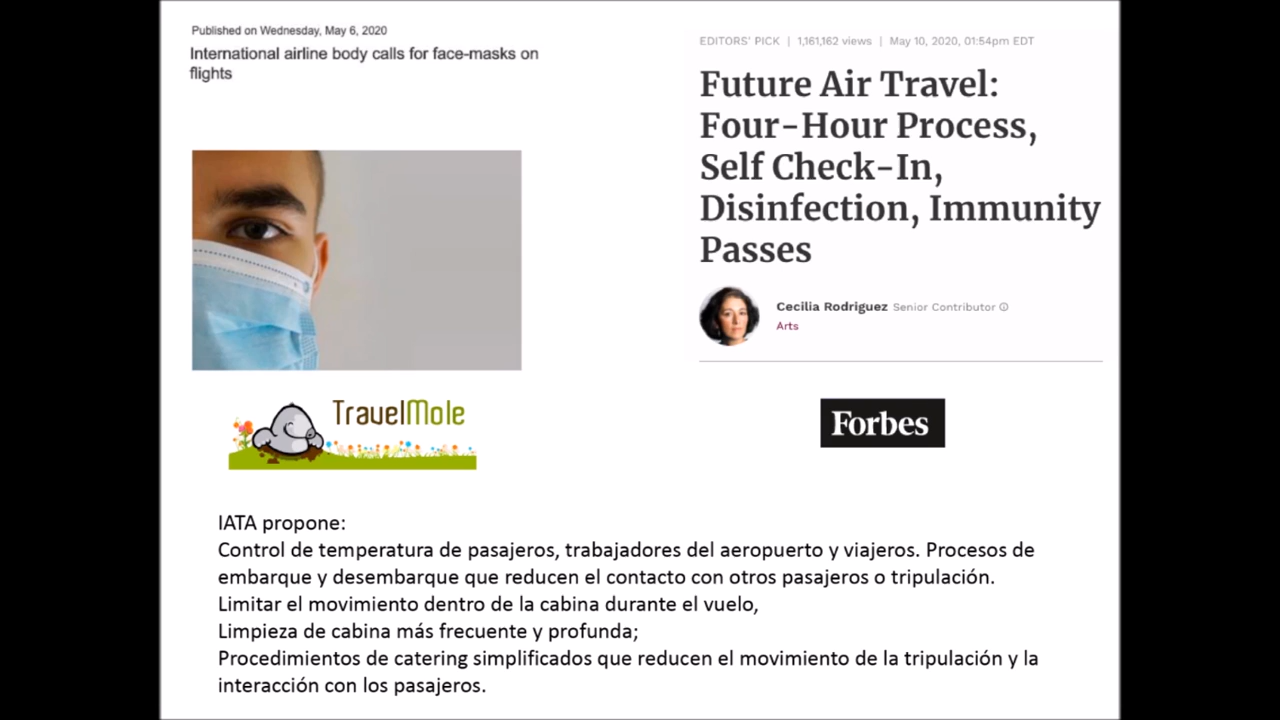 Published on Wednesday, May 6, 2020
International airline body calls for face-masks on
flights
TravelMole
EDITORS' PICK | 1,161,162 views | May 10, 2020, 01:54pm EDT
Future Air Travel:
Four-Hour Process,
Self Check-In,
Disinfection, Immunity
Passes
Cecilia Rodriguez Senior Contributor
Arts
Forbes
IATA propone:
Control de temperatura de pasajeros, trabajadores del aeropuerto y viajeros. Procesos de
embarque y desembarque que reducen el contacto con otros pasajeros o tripulación.
Limitar el movimiento dentro de la cabina durante el vuelo,
Limpieza de cabina más frecuente y profunda;
Procedimientos de catering simplificados que reducen el movimiento de la tripulación y la
interacción con los pasajeros.